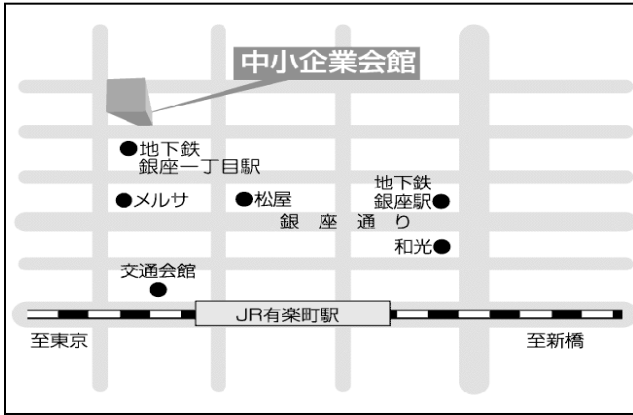 中小企業会館
地下鉄
銀座一丁目駅
メルサ
松屋
地下鉄
銀座駅
銀座通り
和光
交通会館
JR有楽町駅
至東京
至新橋